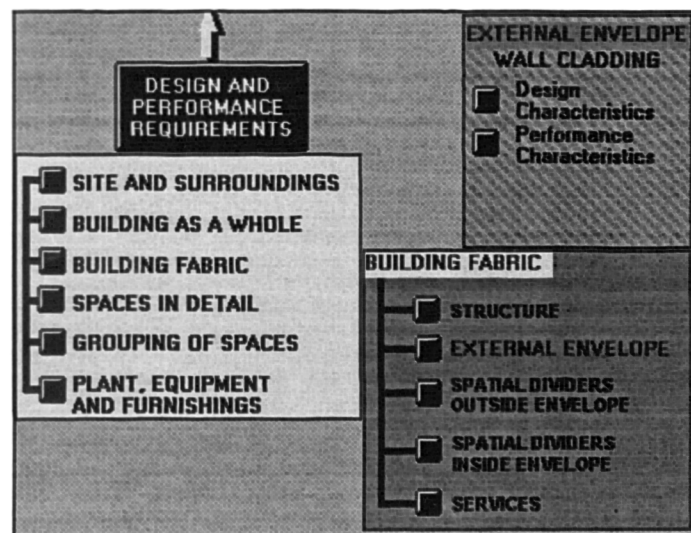 DESIGN AND
PERFORMANCE
REQUIREMENTS
SITE AND SURROUNDINGS
BUILDING AS A WHOLE
BUILDING FABRIC
SPACES IN DETAIL
GROUPING OF SPACES
PLANT, EQUIPMENT
AND FURNISHINGS
EXTERNAL ENVELOPE
WALL CLADDING
Design
Characteristics
Performance
Characteristics
BUILDING FABRIC
STRUCTURE
EXTERNAL ENVELOPE
SPATIAL DIVIDERS
OUTSIDE ENVELOPE
SPATIAL DIVIDERS
INSIDE ENVELOPE
SERVICES